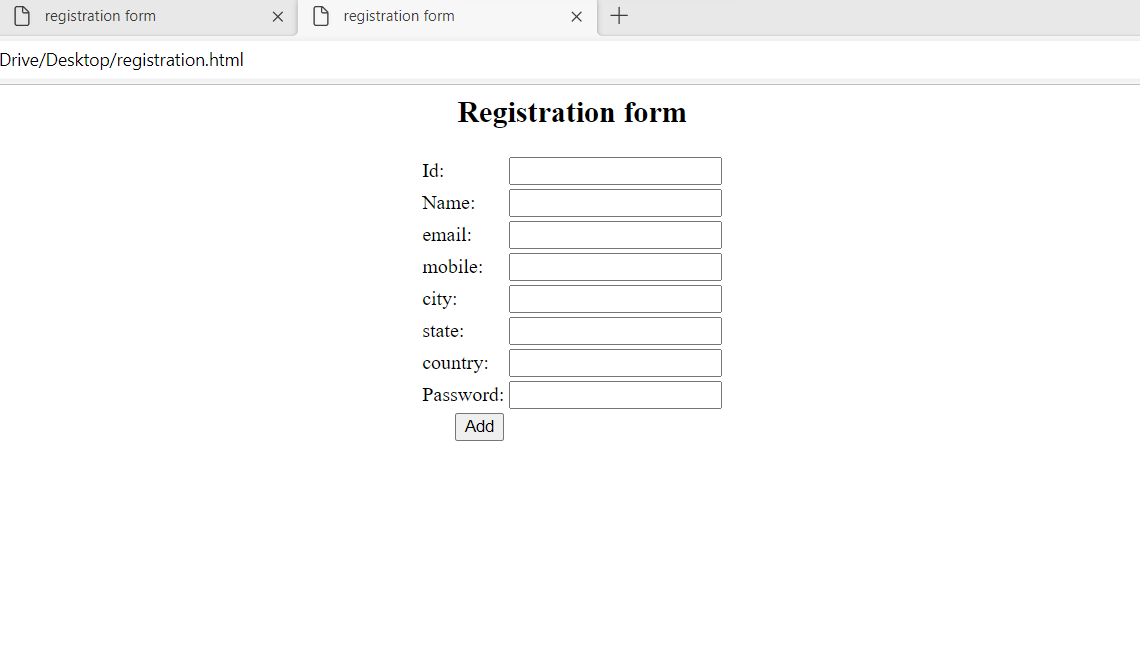 registration form
registration form
Drive/Desktop/registration.html
Registration form
Id:
Name:
email:
mobile:
city:
state:
country:
Password:
Add